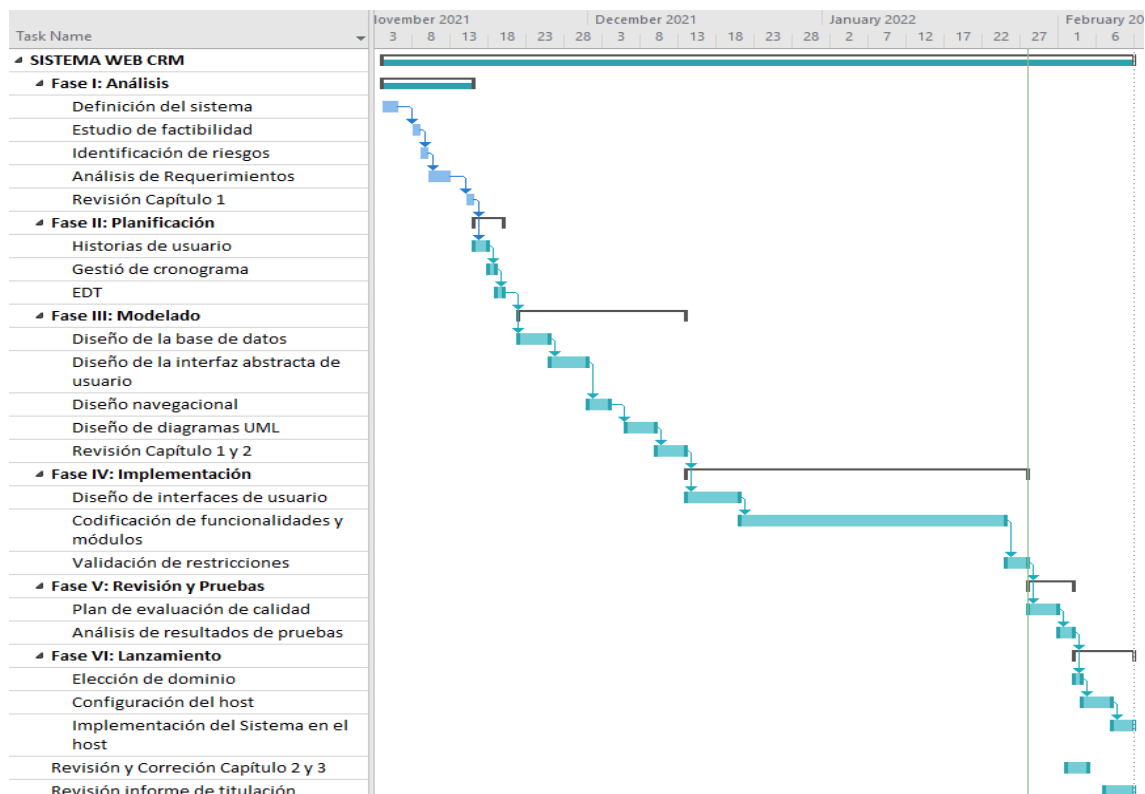 November 2021 December 2021 January 2022 February 20
Task Name 3 8 13 18 23 28 3 8 13 18 23 28 2 7 12 17 22 27 1 6
SISTEMA WEB CRM
Fase I: Análisis
Definición del sistema
Estudio de factibilidad
Identificación de riesgos
Análisis de Requerimientos
Revisión Capítulo 1
Fase II: Planificación
Historias de usuario
Gestió de cronograma
EDT
Fase III: Modelado
Diseño de la base de datos
Diseño de la interfaz abstracta de
usuario
Diseño navegacional
Diseño de diagramas UML
Revisión Capítulo 1 y 2
Fase IV: Implementación
Diseño de interfaces de usuario
Codificación de funcionalidades y
módulos
Validación de restricciones
Fase V: Revisión y Pruebas
Plan de evaluación de calidad
Análisis de resultados de pruebas
Fase VI: Lanzamiento
Elección de dominio
Configuración del host
Implementación del Sistema en el
host
Revisión y Correción Capítulo 2 y 3
Revisión informe de titulación